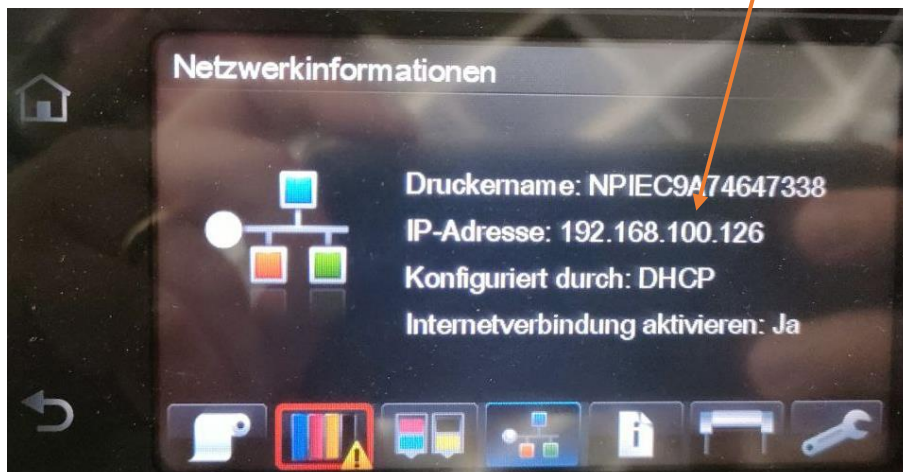 Netzwerkinformationen
Druckername: NPIEC9A74647338
IP-Adresse: 192.168.100.126
Konfiguriert durch: DHCP
Internetverbindung aktivieren: Ja